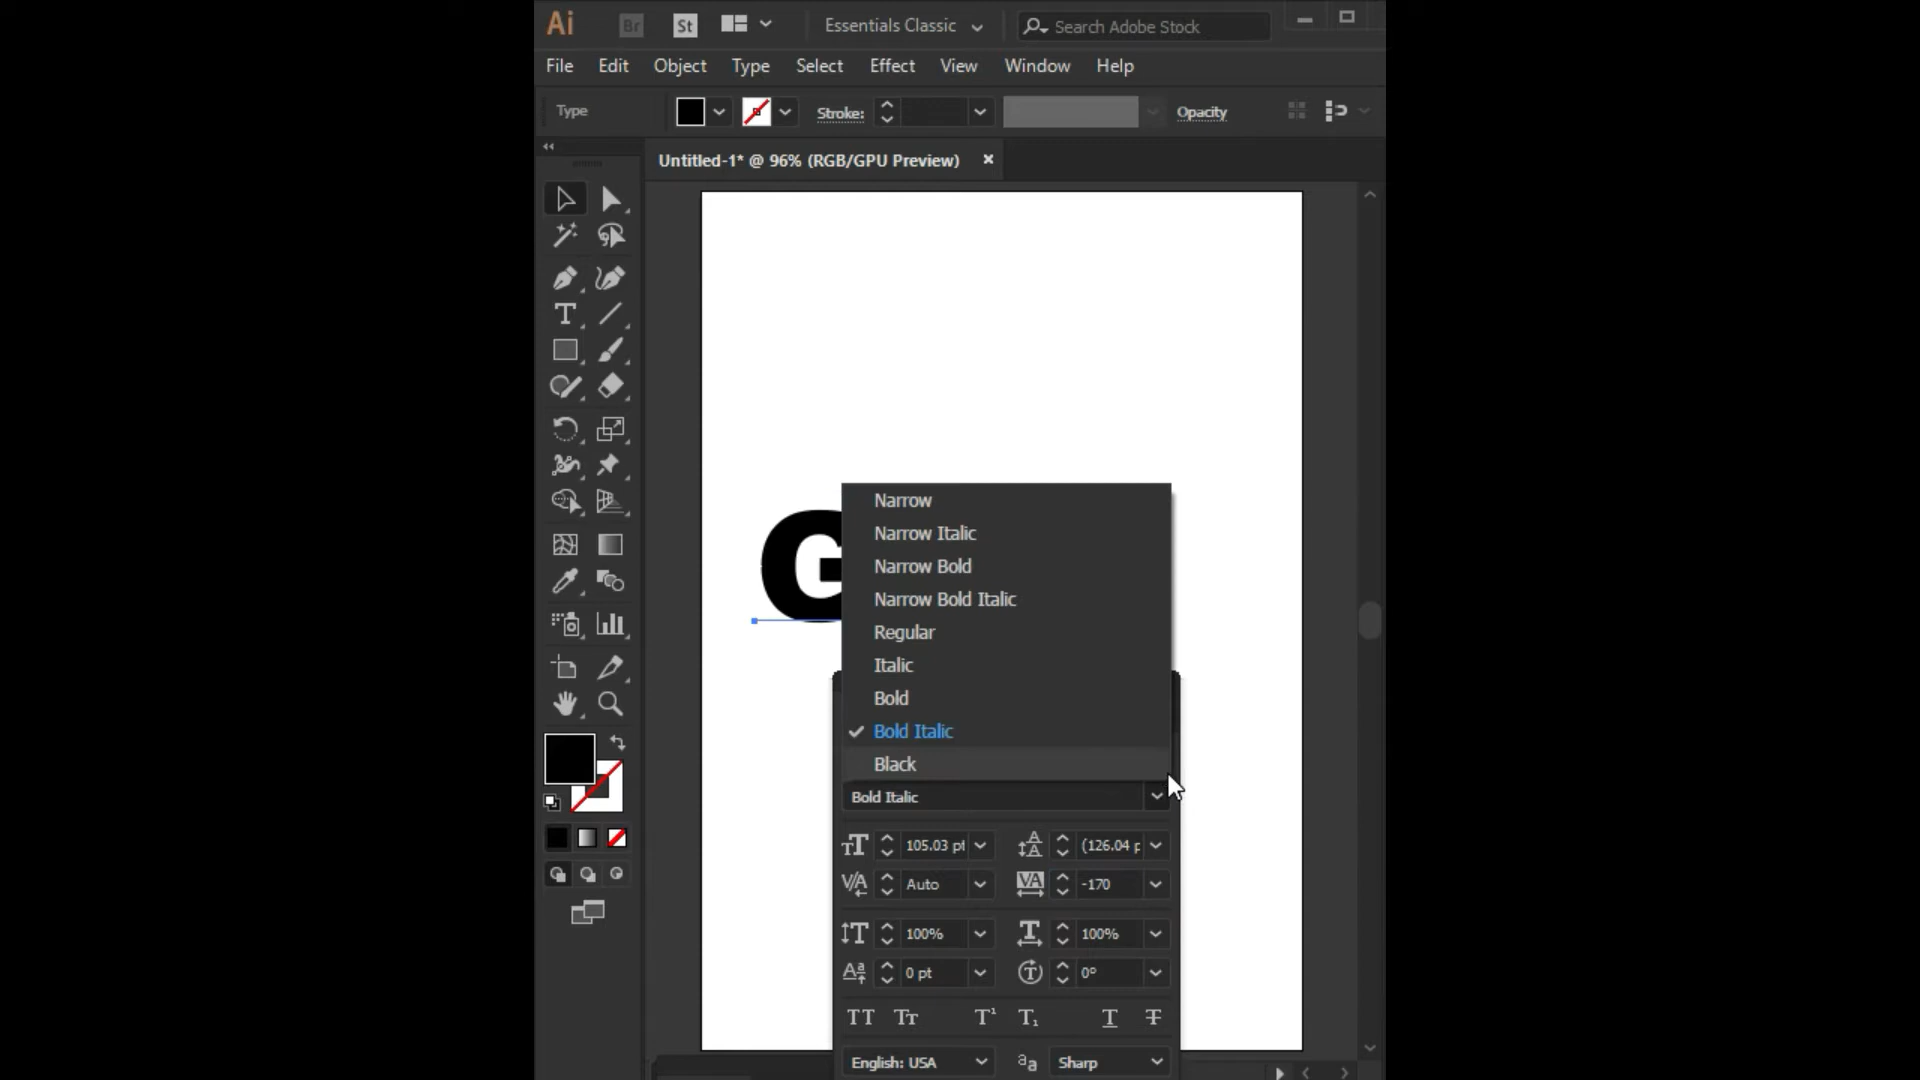 Ai Br St Essentials Classic Search Adobe Stock
File Edit Object Type Select Effect View Window Help
Type Stroke: Opacity
Untitled-1* @ 96% (RGB/GPU Preview)
G
Narrow
Narrow Italic
Narrow Bold
Narrow Bold Italic
Regular
Italic
Bold
Bold Italic
Black
Bold Italic
105.03 pt (126.04 p
Auto -170
100% 100%
0 pt 0°
English: USA Sharp